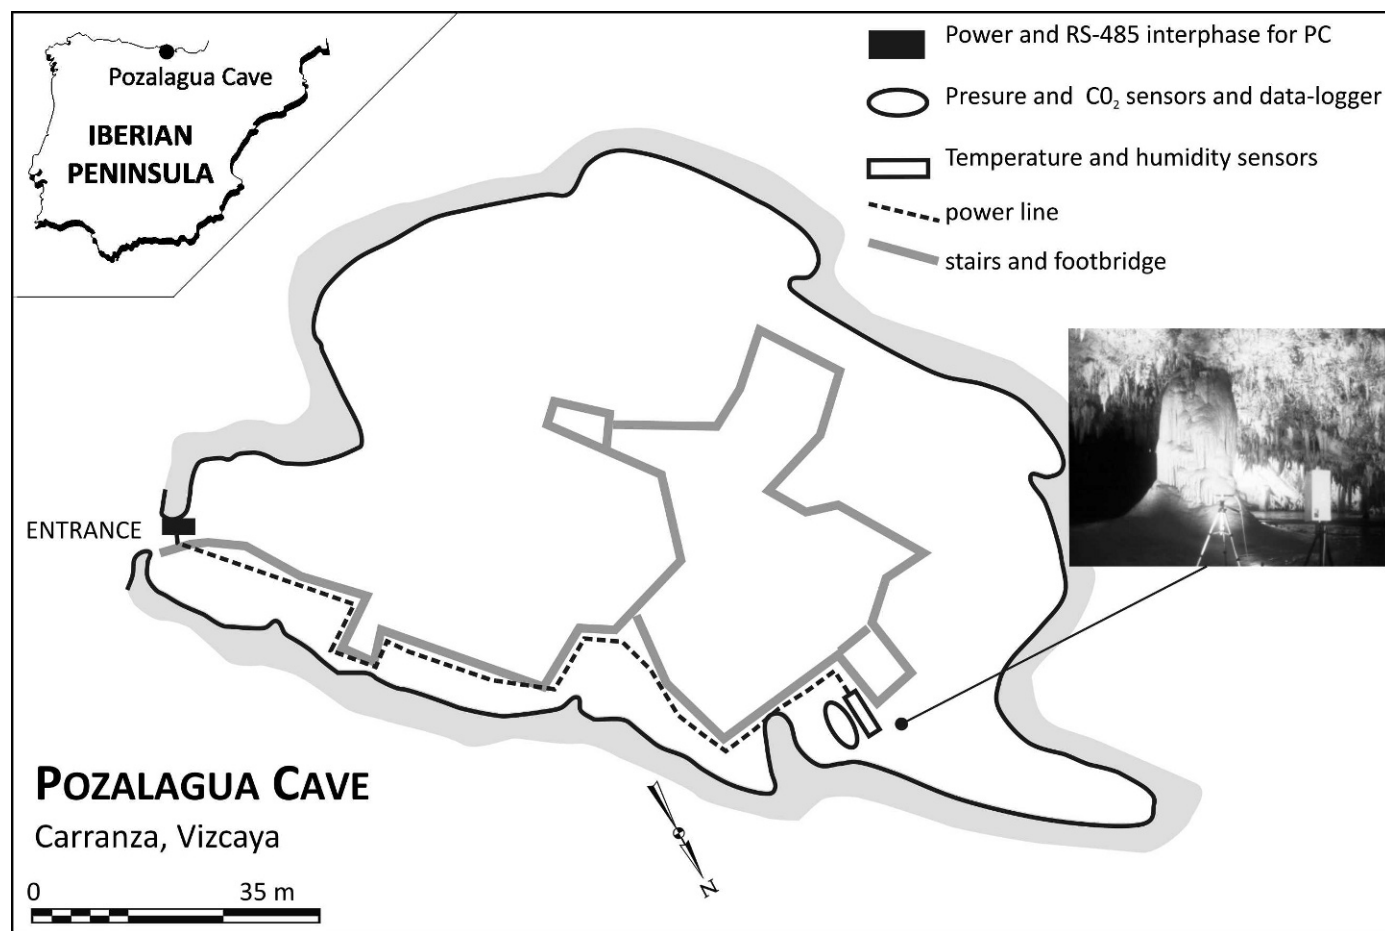 Pozalagua Cave
IBERIAN
PENINSULA
Power and RS-485 interphase for PC
Presure and C0₂ sensors and data-logger
Temperature and humidity sensors
power line
stairs and footbridge
ENTRANCE
POZALAGUA CAVE
Carranza, Vizcaya
0 35 m
N